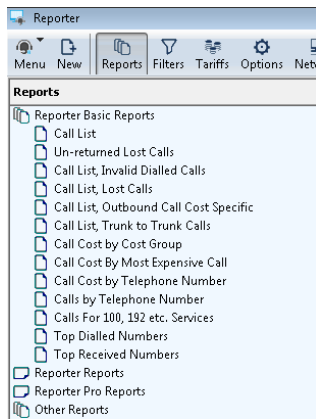 Reporter
Menu New Reports Filters Tariffs Options
Reports
Reporter Basic Reports
Call List
Un-returned Lost Calls
Call List, Invalid Dialled Calls
Call List, Lost Calls
Call List, Outbound Call Cost Specific
Call List, Trunk to Trunk Calls
Call Cost by Cost Group
Call Cost By Most Expensive Call
Call Cost by Telephone Number
Calls by Telephone Number
Calls For 100, 192 etc. Services
Top Dialled Numbers
Top Received Numbers
Reporter Reports
Reporter Pro Reports
Other Reports